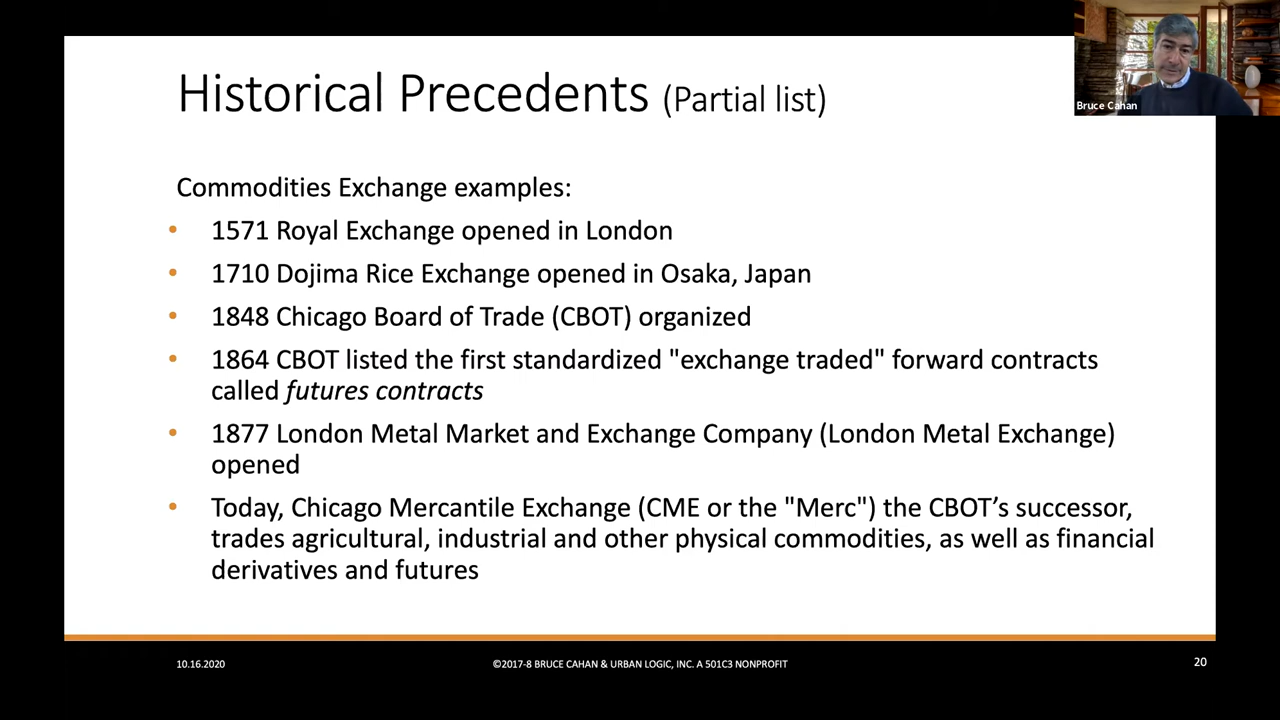 Historical Precedents (Partial list)
Bruce Cahan
Commodities Exchange examples:
• 1571 Royal Exchange opened in London
• 1710 Dojima Rice Exchange opened in Osaka, Japan
• 1848 Chicago Board of Trade (CBOT) organized
• 1864 CBOT listed the first standardized "exchange traded" forward contracts
called futures contracts
• 1877 London Metal Market and Exchange Company (London Metal Exchange)
opened
• Today, Chicago Mercantile Exchange (CME or the "Merc") the CBOT’s successor,
trades agricultural, industrial and other physical commodities, as well as financial
derivatives and futures
10.16.2020
©2017-8 BRUCE CAHAN & URBAN LOGIC, INC. A 501C3 NONPROFIT
20